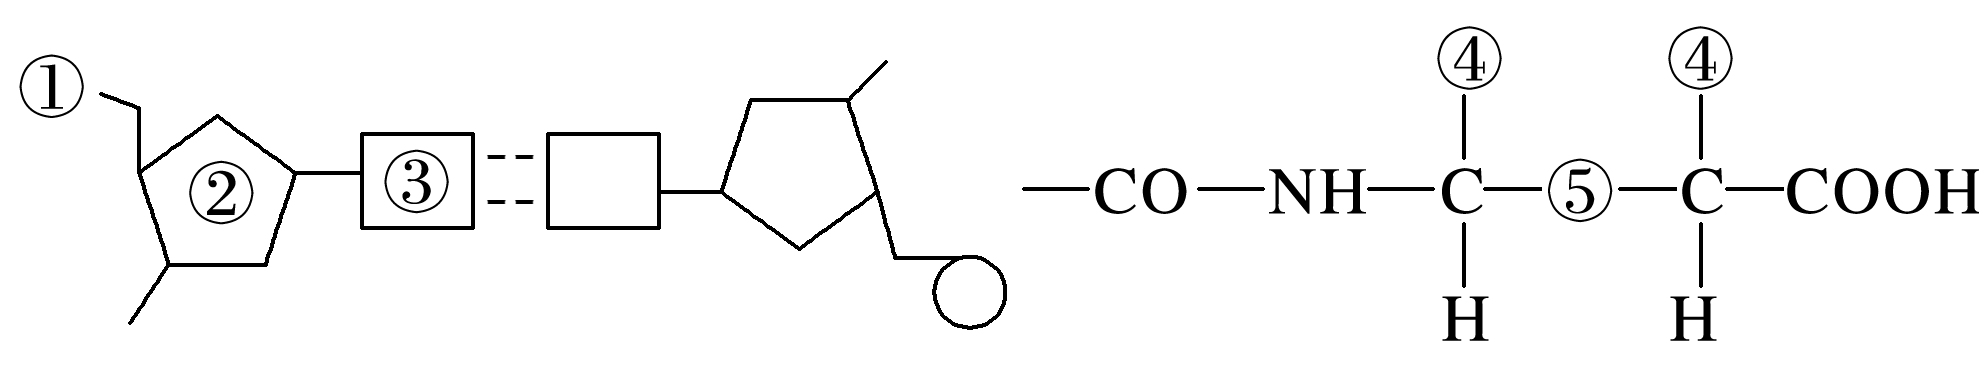 ④ ④
① ② ③ —CO—NH—C—⑤—C—COOH
H H